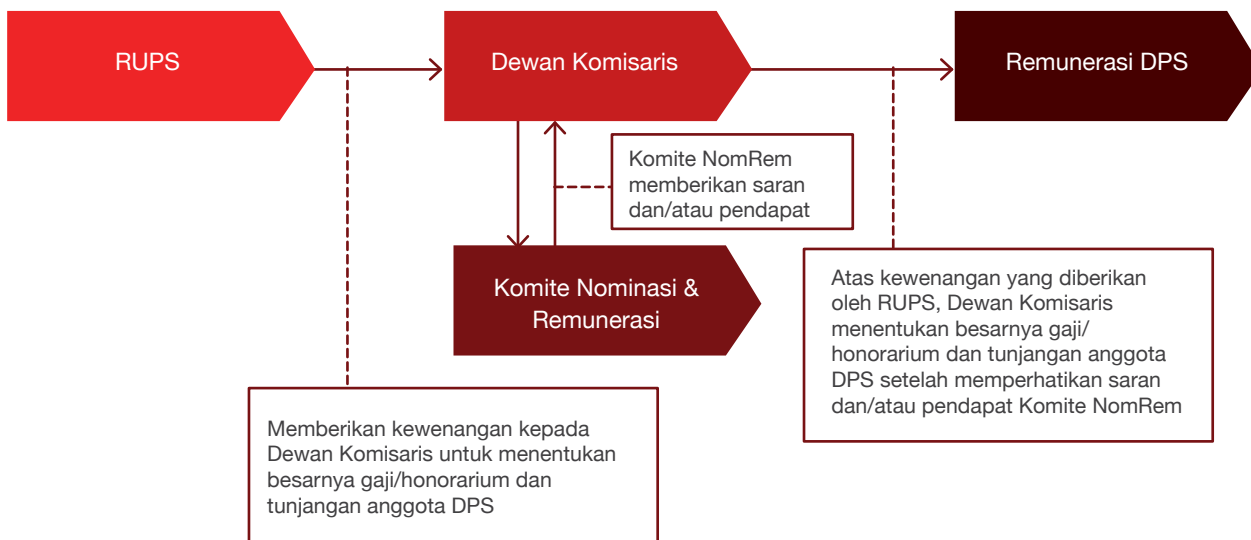 RUPS
Dewan Komisaris
Remunerasi DPS
Komite NomRem
memberikan saran
dan/atau pendapat
Komite Nominasi &
Remunerasi
Atas kewenangan yang diberikan
oleh RUPS, Dewan Komisaris
menentukan besarnya gaji/
honorarium dan tunjangan anggota
DPS setelah memperhatikan saran
dan/atau pendapat Komite NomRem
Memberikan kewenangan kepada
Dewan Komisaris untuk menentukan
besarnya gaji/honorarium dan
tunjangan anggota DPS